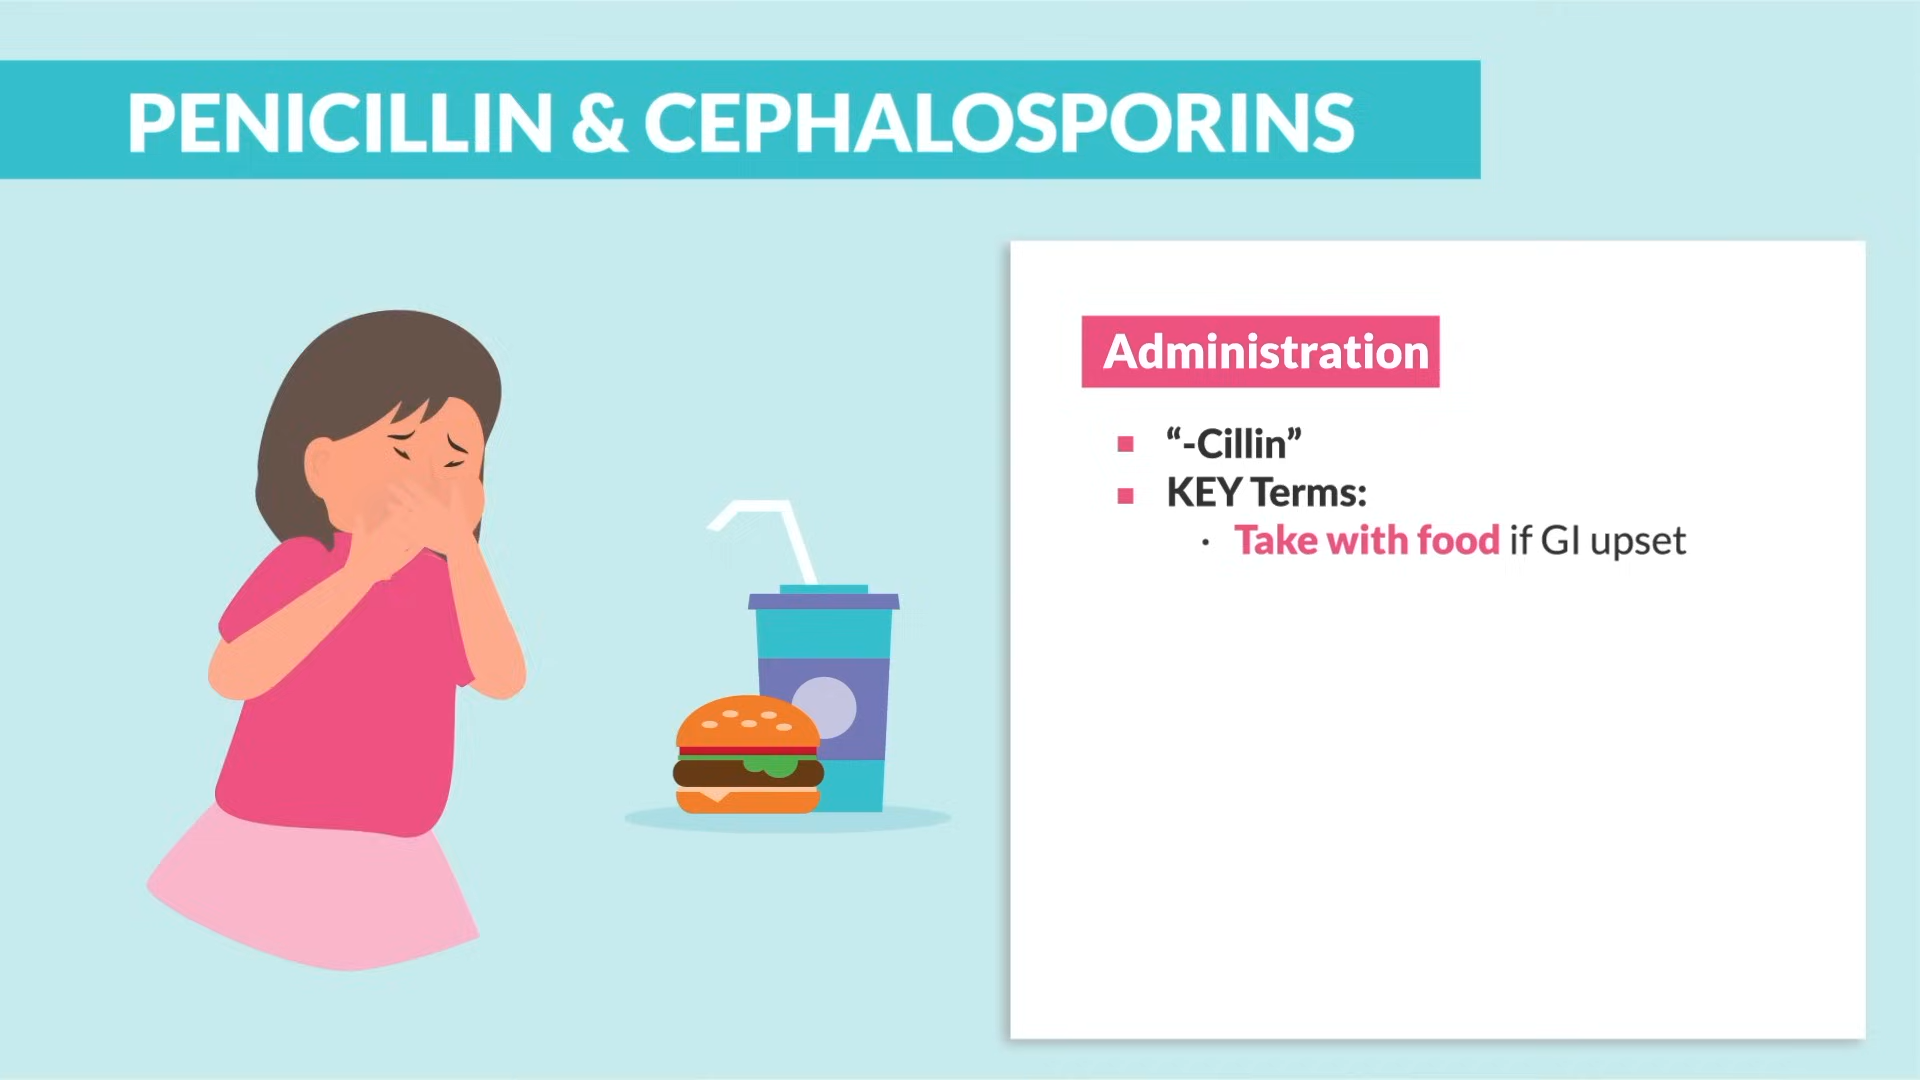 PENICILLIN & CEPHALOSPORINS
Administration
“-Cillin”
KEY Terms:
Take with food if GI upset